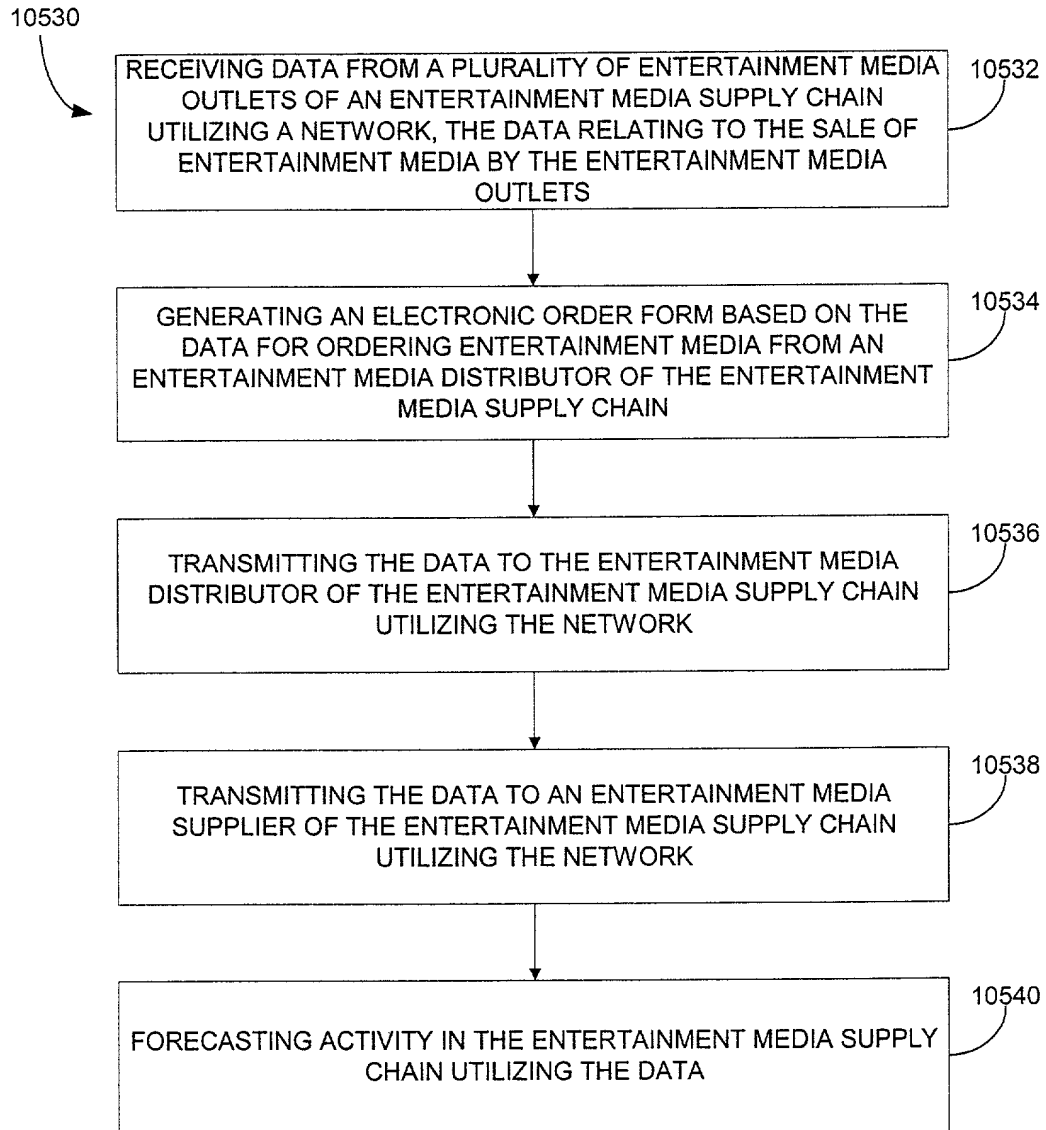 10530
RECEIVING DATA FROM A PLURALITY OF ENTERTAINMENT MEDIA
OUTLETS OF AN ENTERTAINMENT MEDIA SUPPLY CHAIN
UTILIZING A NETWORK, THE DATA RELATING TO THE SALE OF
ENTERTAINMENT MEDIA BY THE ENTERTAINMENT MEDIA
OUTLETS
10532
GENERATING AN ELECTRONIC ORDER FORM BASED ON THE
DATA FOR ORDERING ENTERTAINMENT MEDIA FROM AN
ENTERTAINMENT MEDIA DISTRIBUTOR OF THE ENTERTAINMENT
MEDIA SUPPLY CHAIN
10534
TRANSMITTING THE DATA TO THE ENTERTAINMENT MEDIA
DISTRIBUTOR OF THE ENTERTAINMENT MEDIA SUPPLY CHAIN
UTILIZING THE NETWORK
10536
TRANSMITTING THE DATA TO AN ENTERTAINMENT MEDIA
SUPPLIER OF THE ENTERTAINMENT MEDIA SUPPLY CHAIN
UTILIZING THE NETWORK
10538
FORECASTING ACTIVITY IN THE ENTERTAINMENT MEDIA SUPPLY
CHAIN UTILIZING THE DATA
10540